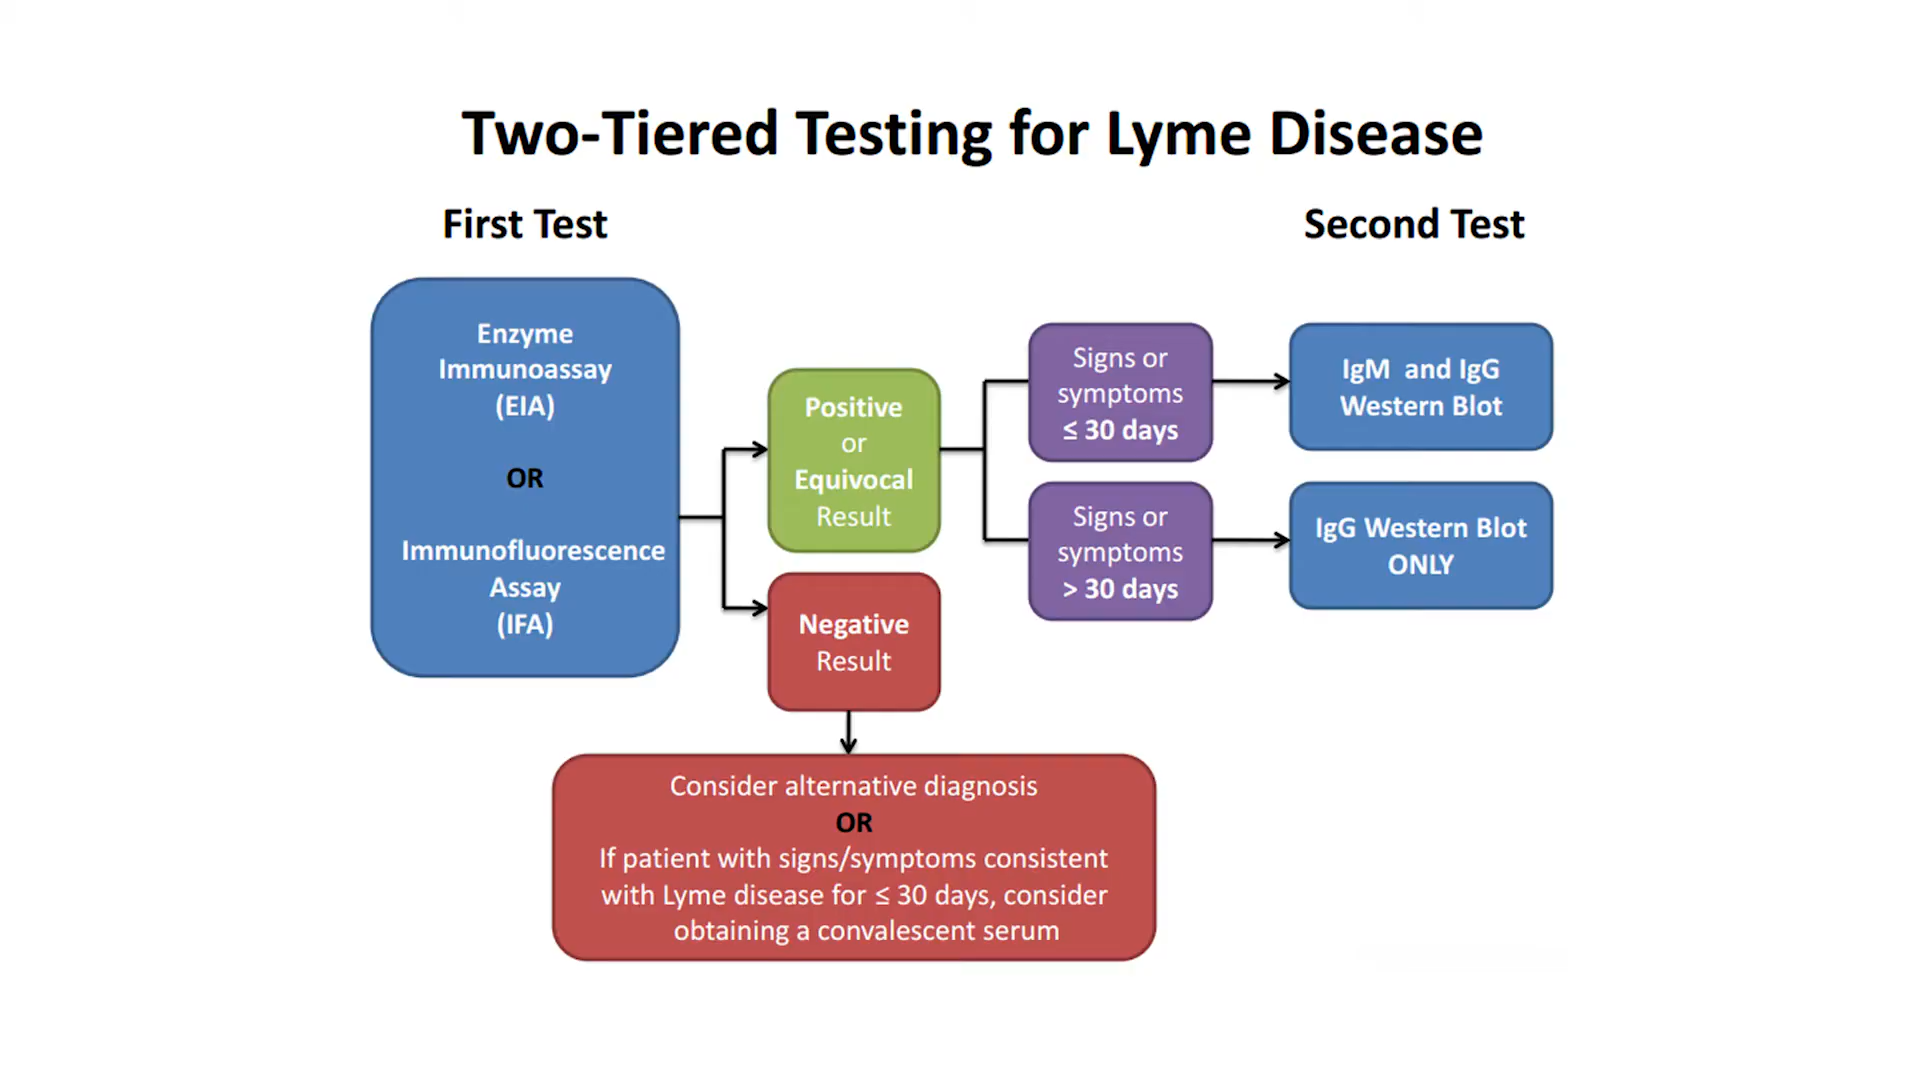 Two-Tiered Testing for Lyme Disease
First Test
Second Test
Enzyme
Immunoassay
(EIA)
OR
Immunofluorescence
Assay
(IFA)
Positive
or
Equivocal
Result
Negative
Result
Signs or
symptoms
≤ 30 days
Signs or
symptoms
> 30 days
IgM and IgG
Western Blot
IgG Western Blot
ONLY
Consider alternative diagnosis
OR
If patient with signs/symptoms consistent
with Lyme disease for ≤ 30 days, consider
obtaining a convalescent serum